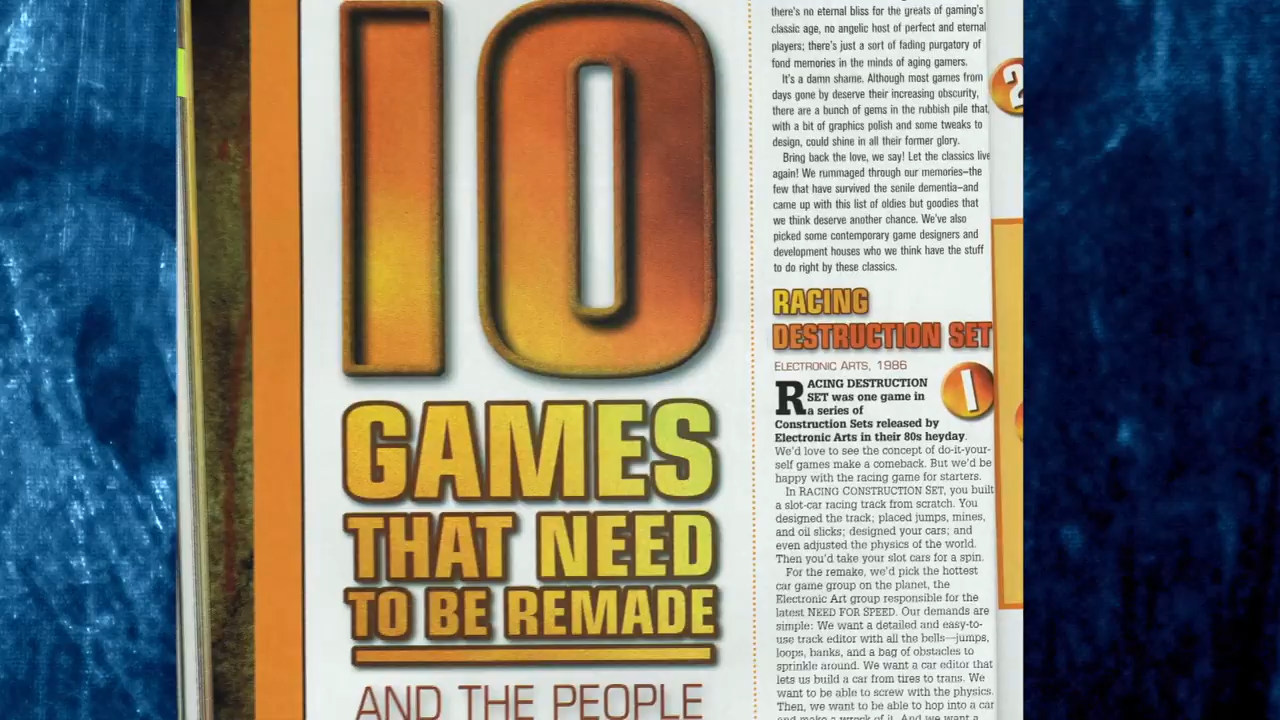 10
GAMES
THAT NEED
TO BE REMADE
AND THE PEOPLE
there's no eternal bliss for the greats of gaming's
classic age, no angelic host of perfect and eternal
players; there's just a sort of fading purgatory of
fond memories in the minds of aging gamers.
It's a damn shame. Although most games from
days gone by deserve their increasing obscurity,
there are a bunch of gems in the rubbish pile that,
with a bit of graphics polish and some tweaks to
design, could shine in all their former glory.
Bring back the love, we say! Let the classics live
again! We rummaged through our memories—the
few that have survived the senile dementia—and
came up with this list of oldies but goodies that
we think deserve another chance. We've also
picked some contemporary game designers and
development houses who we think have the stuff
to do right by these classics.
RACING
DESTRUCTION SET
ELECTRONIC ARTS, 1986
1
RACING DESTRUCTION
SET was one game in
a series of
Construction Sets released by
Electronic Arts in their 80s heyday.
We'd love to see the concept of do-it-your-
self games make a comeback. But we'd be
happy with the racing game for starters.
In RACING CONSTRUCTION SET, you built
a slot-car racing track from scratch. You
designed the track; placed jumps, mines,
and oil slicks; designed your cars; and
even adjusted the physics of the world.
Then you'd take your slot cars for a spin.
For the remake, we'd pick the hottest
car game group on the planet, the
Electronic Art group responsible for the
latest NEED FOR SPEED. Our demands are
simple: We want a detailed and easy-to-
use track editor with all the bells—jumps,
loops, banks, and a bag of obstacles to
sprinkle around. We want a car editor that
lets us build a car from tires to trans. We
want to be able to screw with the physics.
Then, we want to be able to hop into a car
and make a wreck of it. And we want a
2